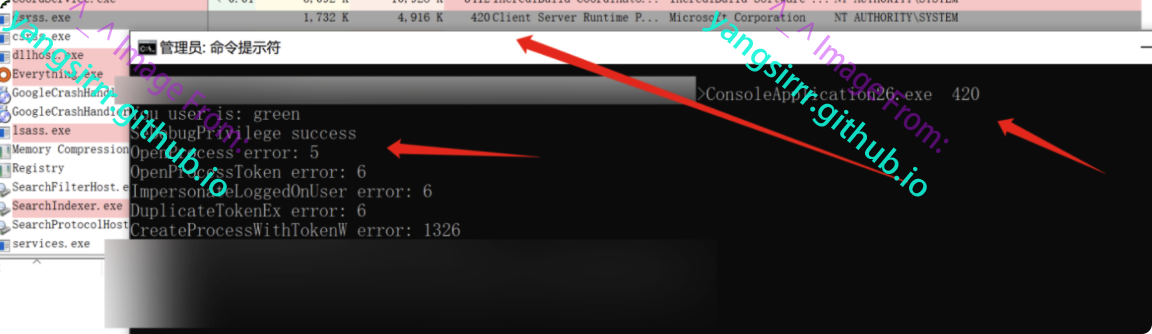 csrss.exe 1,732 K 4,916 K 420 Client Server Runtime P... Microsoft Corporation NT AUTHORITY\SYSTEM
csrss.exe
dllhost.exe
Everything.exe
GoogleCrashHandl
GoogleCrashHandler
lsass.exe
Memory Compression
Registry
SearchFilterHost.e
SearchIndexer.exe
SearchProtocolHost
services.exe
管理员: 命令提示符
>ConsoleApplication26.exe 420
You user is: green
SeDebugPrivilege success
OpenProcess error: 5
OpenProcessToken error: 6
ImpersonateLoggedOnUser error: 6
DuplicateTokenEx error: 6
CreateProcessWithTokenW error: 1326
^_^ Image From:
yangsirrr.github.io
^_^ Image From:
yangsirrr.github.io